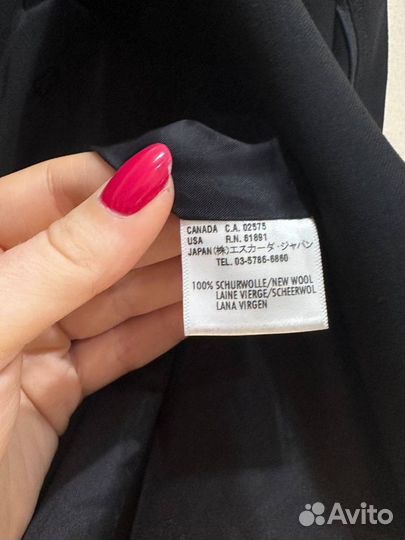 CANADA C.A. 02575
USA R.N. 61891
JAPAN (株)エスカーダ・ジャパン
TEL. 03-5786-6860
100% SCHURWOLLE/NEW WOOL
LAINE VIERGE/SCHEERWOL
LANA VIRGEN
Avito